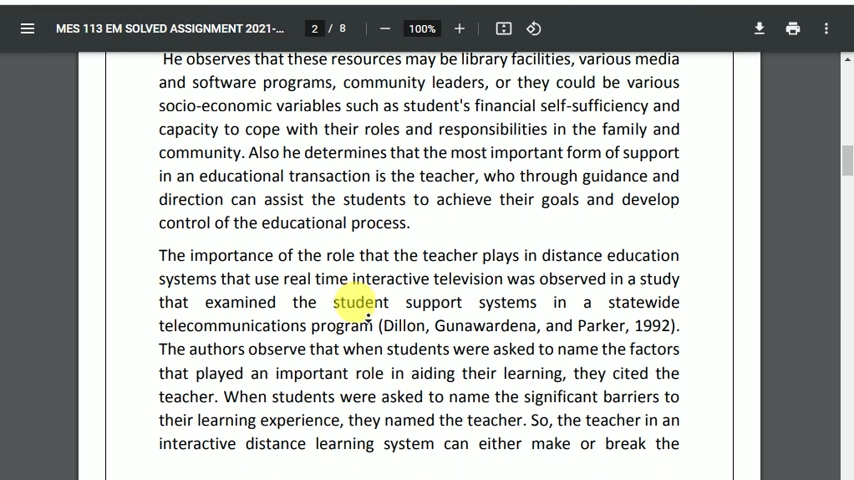 MES 113 EM SOLVED ASSIGNMENT 2021-... 2 / 8 100%
He observes that these resources may be library facilities, various media
and software programs, community leaders, or they could be various
socio-economic variables such as student's financial self-sufficiency and
capacity to cope with their roles and responsibilities in the family and
community. Also he determines that the most important form of support
in an educational transaction is the teacher, who through guidance and
direction can assist the students to achieve their goals and develop
control of the educational process.
The importance of the role that the teacher plays in distance education
systems that use real time interactive television was observed in a study
that examined the student support systems in a statewide
telecommunications program (Dillon, Gunawardena, and Parker, 1992).
The authors observe that when students were asked to name the factors
that played an important role in aiding their learning, they cited the
teacher. When students were asked to name the significant barriers to
their learning experience, they named the teacher. So, the teacher in an
interactive distance learning system can either make or break the